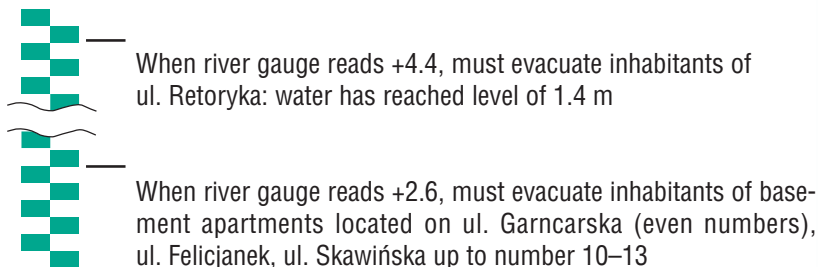 When river gauge reads +4.4, must evacuate inhabitants of
ul. Retoryka: water has reached level of 1.4 m
When river gauge reads +2.6, must evacuate inhabitants of base-
ment apartments located on ul. Garncarska (even numbers),
ul. Felicjanek, ul. Skawińska up to number 10–13